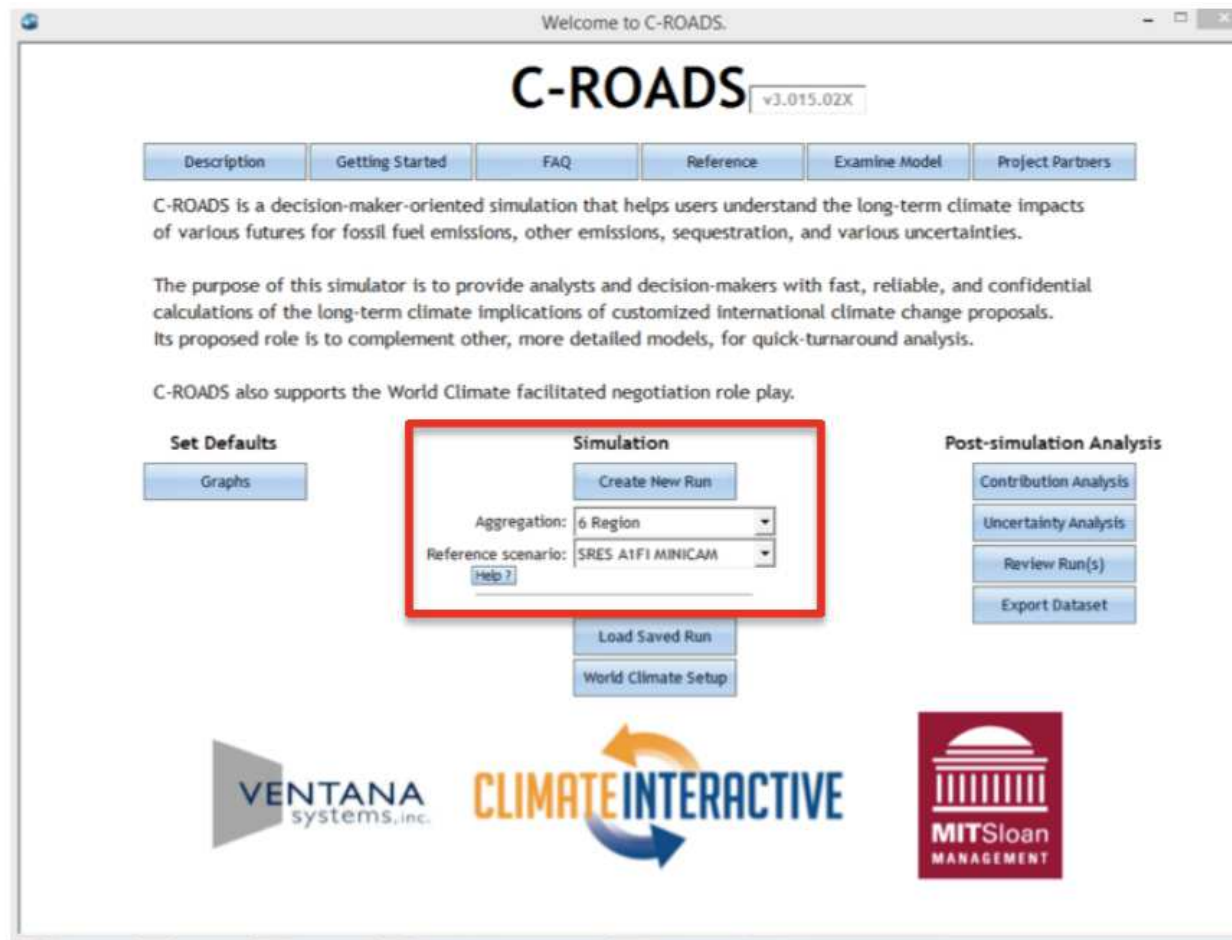 Welcome to C-ROADS.
C-ROADS v3.015.02X
Description Getting Started FAQ Reference Examine Model Project Partners
C-ROADS is a decision-maker-oriented simulation that helps users understand the long-term climate impacts
of various futures for fossil fuel emissions, other emissions, sequestration, and various uncertainties.
The purpose of this simulator is to provide analysts and decision-makers with fast, reliable, and confidential
calculations of the long-term climate implications of customized international climate change proposals.
Its proposed role is to complement other, more detailed models, for quick-turnaround analysis.
C-ROADS also supports the World Climate facilitated negotiation role play.
Set Defaults
Graphs
Simulation
Create New Run
Aggregation: 6 Region
Reference scenario: SRES A1FI MINICAM
Help ?
Load Saved Run
World Climate Setup
Post-simulation Analysis
Contribution Analysis
Uncertainty Analysis
Review Run(s)
Export Dataset
VENTANA
systems, inc.
CLIMATE INTERACTIVE
MITSloan
MANAGEMENT